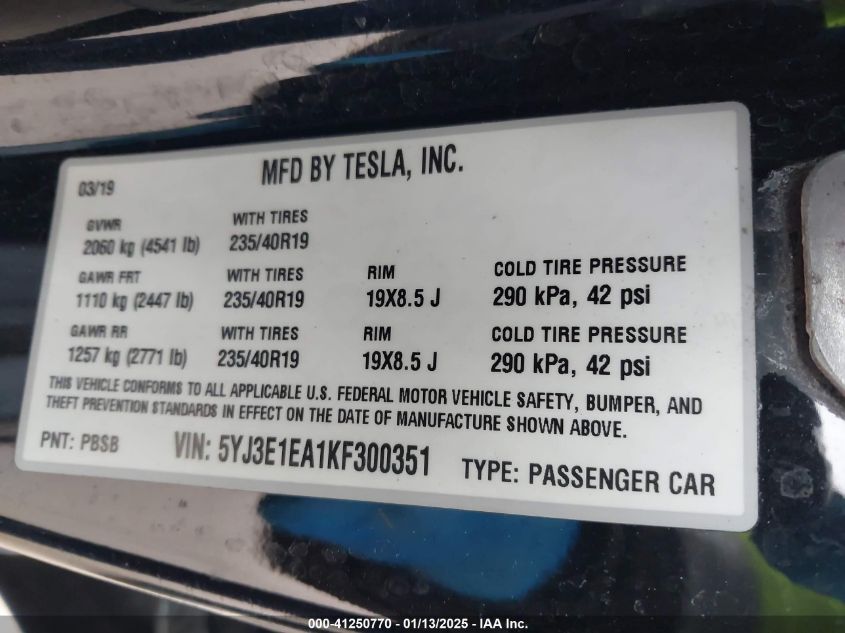 MFD BY TESLA, INC.
03/19
GVWR WITH TIRES
2060 kg (4541 lb) 235/40R19
GAWR FRT WITH TIRES RIM COLD TIRE PRESSURE
1110 kg (2447 lb) 235/40R19 19X8.5 J 290 kPa, 42 psi
GAWR RR WITH TIRES RIM COLD TIRE PRESSURE
1257 kg (2771 lb) 235/40R19 19X8.5 J 290 kPa, 42 psi
THIS VEHICLE CONFORMS TO ALL APPLICABLE U.S. FEDERAL MOTOR VEHICLE SAFETY, BUMPER, AND
THEFT PREVENTION STANDARDS IN EFFECT ON THE DATE OF MANUFACTURE SHOWN ABOVE.
PNT: PBSB VIN: 5YJ3E1EA1KF300351 TYPE: PASSENGER CAR
000-41250770 - 01/13/2025 - IAA Inc.